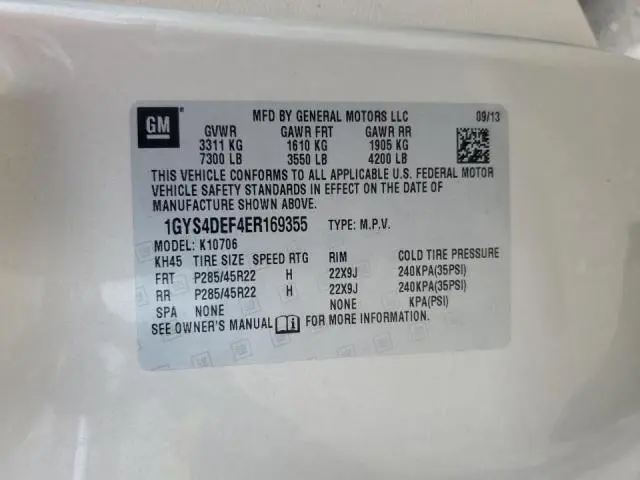 MFD BY GENERAL MOTORS LLC 09/13
GM
GVWR GAWR FRT GAWR RR
3311 KG 1610 KG 1905 KG
7300 LB 3550 LB 4200 LB
THIS VEHICLE CONFORMS TO ALL APPLICABLE U.S. FEDERAL MOTOR
VEHICLE SAFETY STANDARDS IN EFFECT ON THE DATE OF
MANUFACTURE SHOWN ABOVE.
1GYS4DEF4ER169355 TYPE: M.P.V.
MODEL: K10706
KH45 TIRE SIZE SPEED RTG RIM COLD TIRE PRESSURE
FRT P285/45R22 H 22X9J 240KPA(35PSI)
RR P285/45R22 H 22X9J 240KPA(35PSI)
SPA NONE NONE KPA(PSI)
SEE OWNER'S MANUAL FOR MORE INFORMATION.